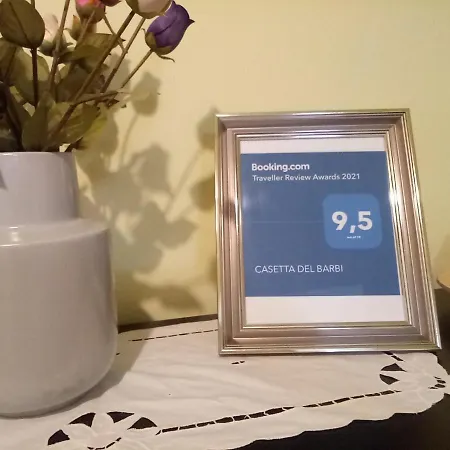 Booking.com
Traveller Review Awards 2021
9,5
CASETTA DEL BARBI